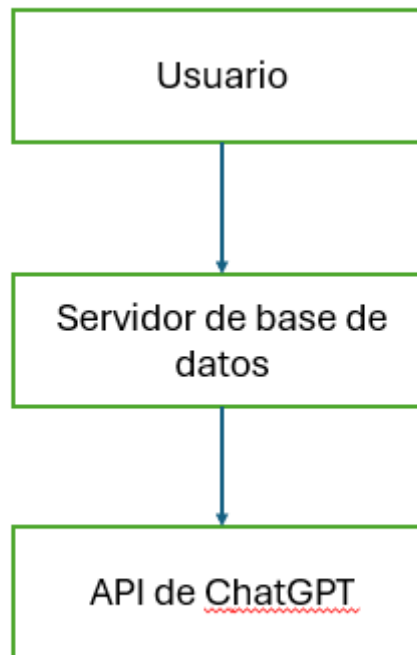 Usuario
Servidor de base de
datos
API de ChatGPT